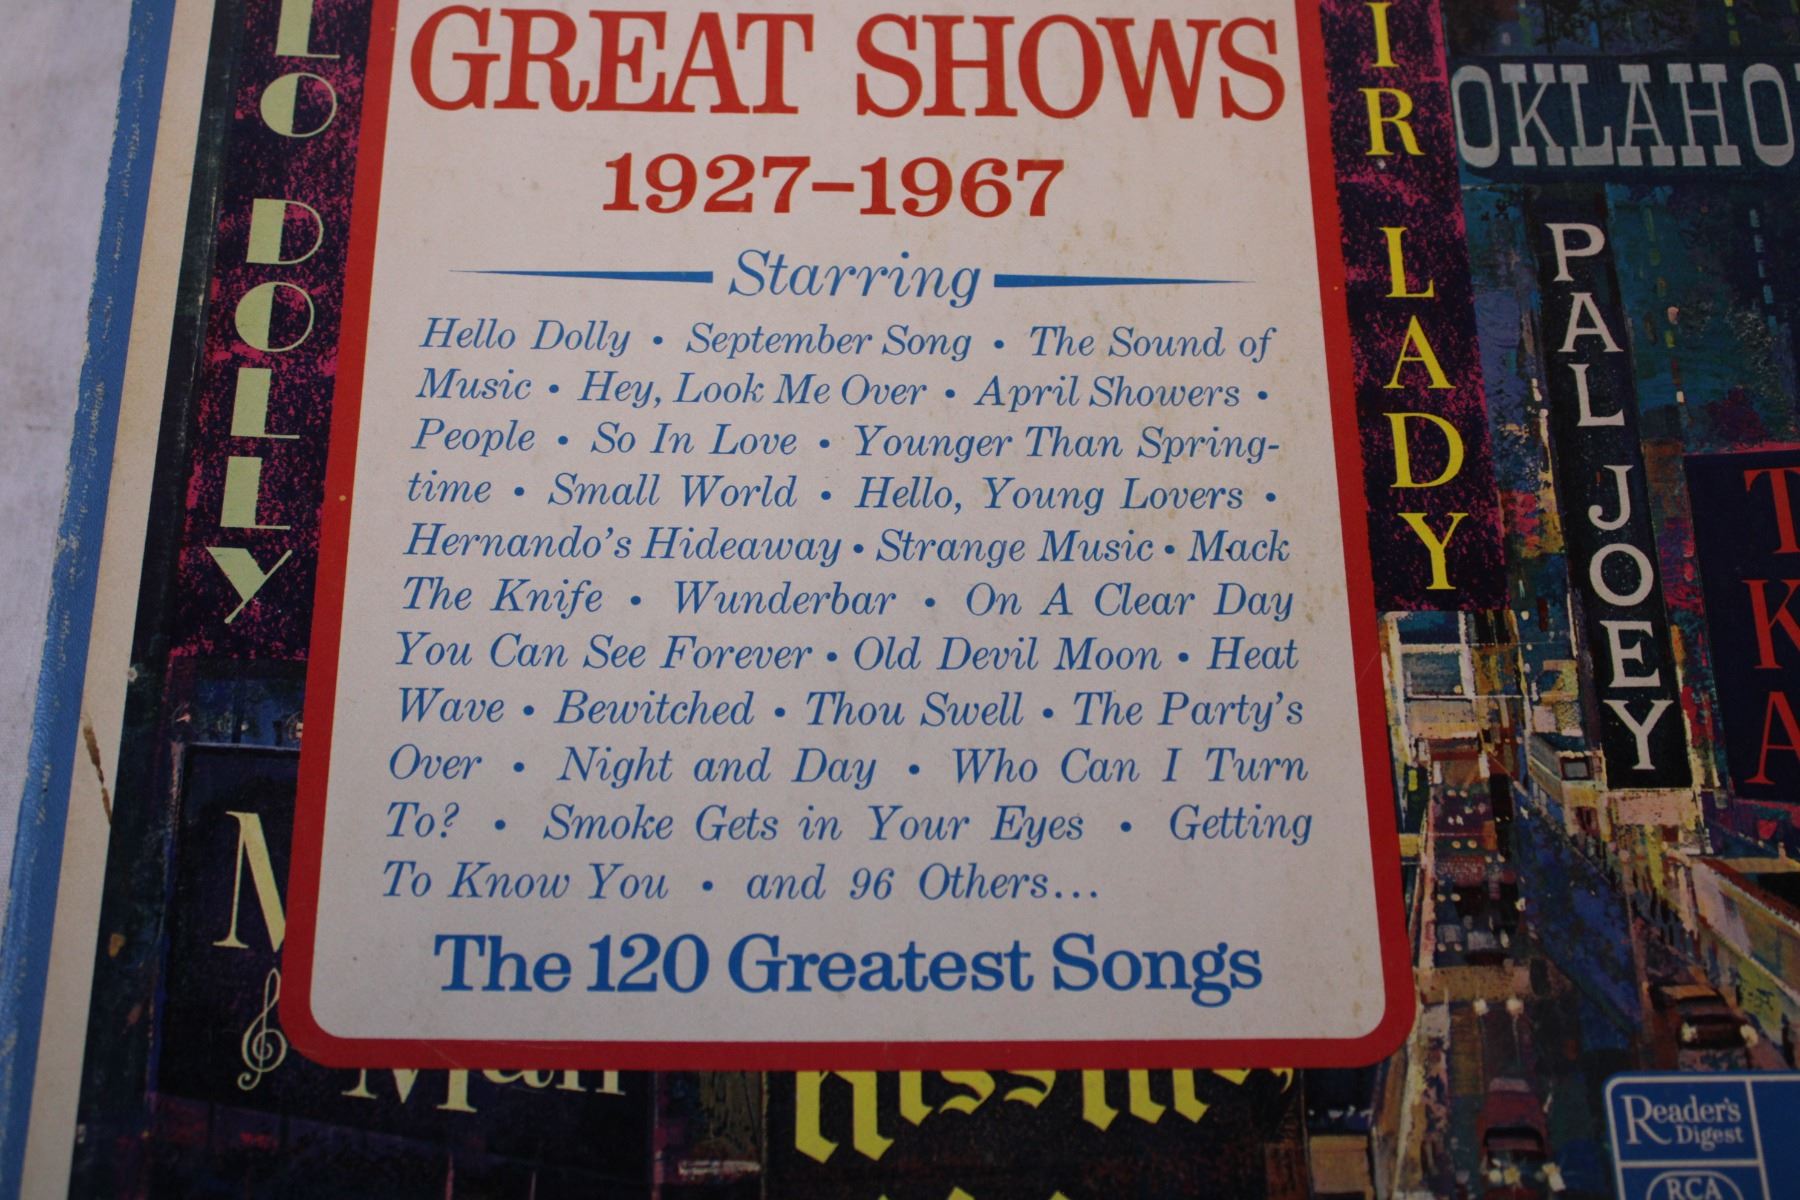 GREAT SHOWS
1927–1967
Starring
Hello Dolly • September Song • The Sound of
Music • Hey, Look Me Over • April Showers •
People • So In Love • Younger Than Spring-
time • Small World • Hello, Young Lovers •
Hernando's Hideaway • Strange Music • Mack
The Knife • Wunderbar • On A Clear Day
You Can See Forever • Old Devil Moon • Heat
Wave • Bewitched • Thou Swell • The Party's
Over • Night and Day • Who Can I Turn
To? • Smoke Gets in Your Eyes • Getting
To Know You • and 96 Others...
The 120 Greatest Songs
LO DOLLY
M
Man
IR LADY
OKLAHO
PAL JOEY
T
K
A
Reader's
Digest
RCA